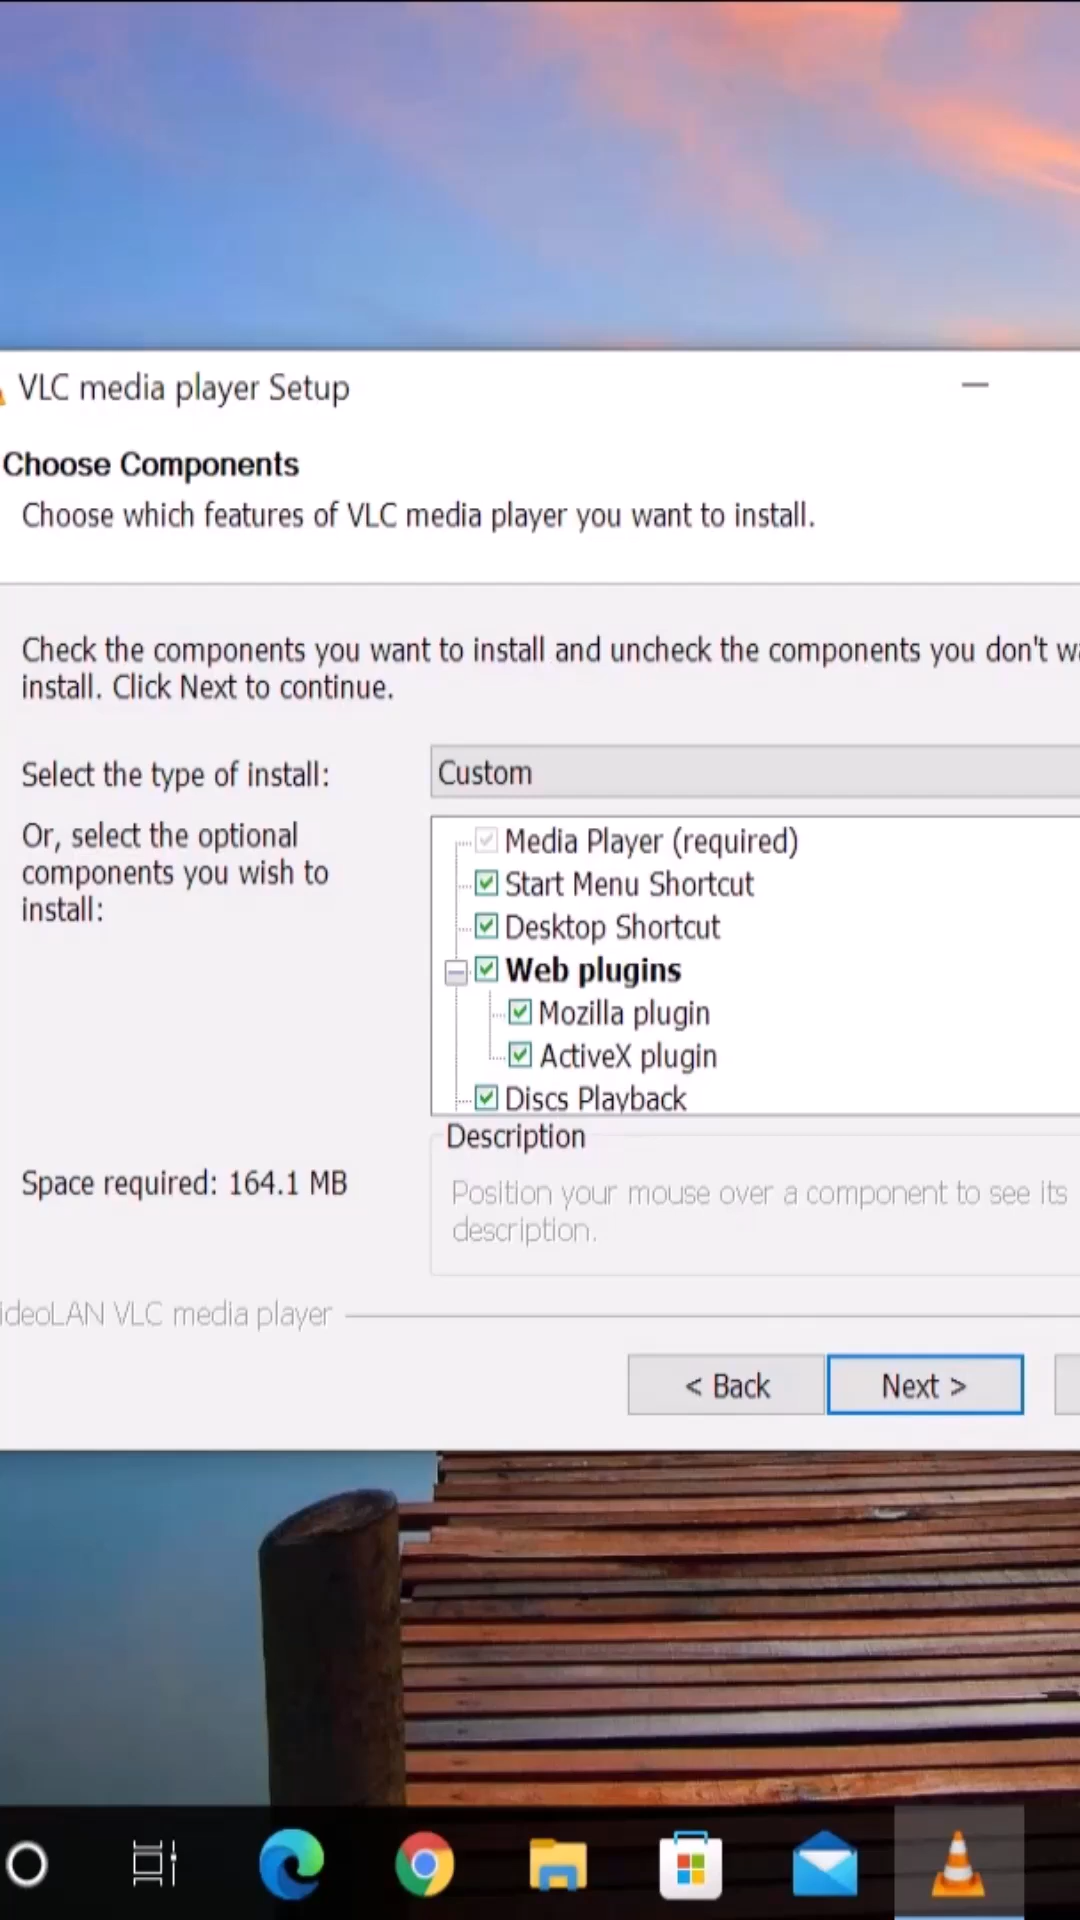 VLC media player Setup
Choose Components
Choose which features of VLC media player you want to install.
Check the components you want to install and uncheck the components you don't
install. Click Next to continue.
Select the type of install:
Custom
Or, select the optional
components you wish to
install:
Media Player (required)
Start Menu Shortcut
Desktop Shortcut
Web plugins
Mozilla plugin
ActiveX plugin
Discs Playback
Space required: 164.1 MB
Description
Position your mouse over a component to see its
description.
ideoLAN VLC media player
< Back
Next >